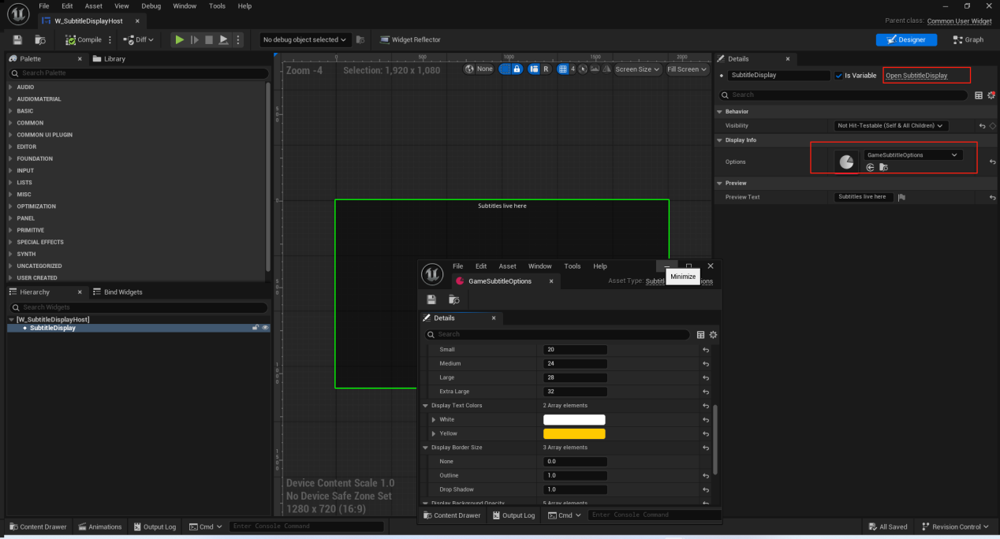 File Edit Asset View Debug Window Tools Help
W_SubtitleDisplayHost
Parent class: Common User Widget
Compile Diff No debug object selected Widget Reflector Designer Graph
Palette Library
Search Palette
AUDIO
AUDIOMATERIAL
BASIC
COMMON
COMMON UI PLUGIN
EDITOR
FOUNDATION
INPUT
LISTS
MISC
OPTIMIZATION
PANEL
PRIMITIVE
SPECIAL EFFECTS
SYNTH
UNCATEGORIZED
USER CREATED
Hierarchy Bind Widgets
Search Widgets
[W_SubtitleDisplayHost]
SubtitleDisplay
0 500 1000 1500 2000
Zoom -4 Selection: 1,920 x 1,080 None R 4 Screen Size Fill Screen
500
0
500
1000
1500
Subtitles live here
Device Content Scale 1.0
No Device Safe Zone Set
1280 x 720 (16:9)
Details
SubtitleDisplay Is Variable Open SubtitleDisplay
Search
Behavior
Visibility Not Hit-Testable (Self & All Children)
Display Info
Options GameSubtitleOptions
Preview
Preview Text Subtitles live here
File Edit Asset Window Tools Help
Minimize
GameSubtitleOptions Asset Type: Subtitl ons
Details
Search
Small 20
Medium 24
Large 28
Extra Large 32
Display Text Colors 2 Array elements
White
Yellow
Display Border Size 3 Array elements
None 0.0
Outline 1.0
Drop Shadow 1.0
Display Background Opacity 5 Array elements
Content Drawer Output Log Cmd Enter Console Command
Content Drawer Animations Output Log Cmd Enter Console Command All Saved Revision Control